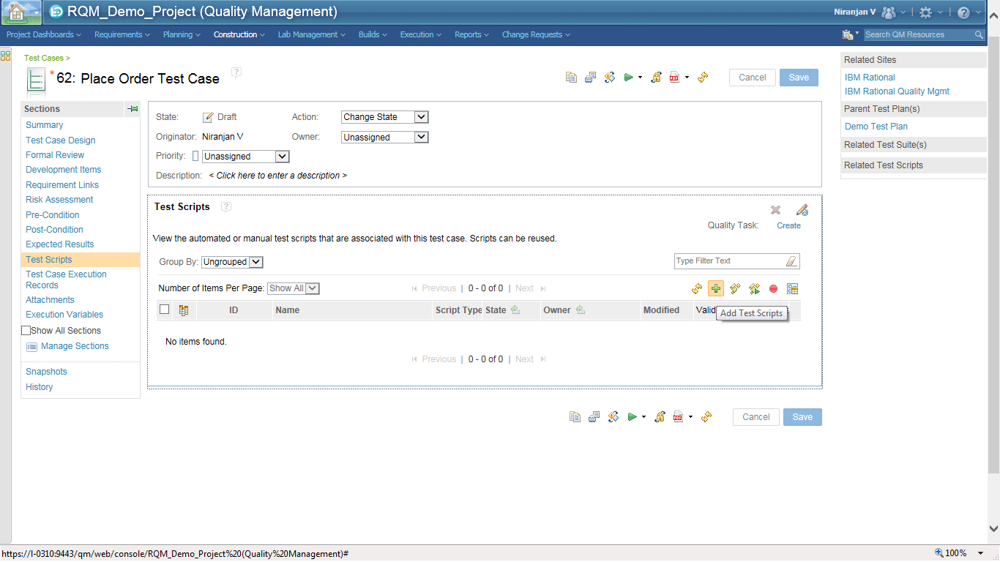 RQM_Demo_Project (Quality Management)
Niranjan V
Project Dashboards Requirements Planning Construction Lab Management Builds Execution Reports Change Requests
Search QM Resources
Test Cases >
* 62: Place Order Test Case ?
PDF Cancel Save
Sections
Summary
Test Case Design
Formal Review
Development Items
Requirement Links
Risk Assessment
Pre-Condition
Post-Condition
Expected Results
Test Scripts
Test Case Execution
Records
Attachments
Execution Variables
Show All Sections
Manage Sections
Snapshots
History
State: Draft Action: Change State
Originator: Niranjan V Owner: Unassigned
Priority: Unassigned
Description: < Click here to enter a description >
Test Scripts ?
Quality Task: Create
View the automated or manual test scripts that are associated with this test case. Scripts can be reused.
Group By: Ungrouped Type Filter Text
Number of Items Per Page: Show All Previous | 0 - 0 of 0 | Next
ID Name Script Type State Owner Modified Valid
Add Test Scripts
No items found.
Previous | 0 - 0 of 0 | Next
PDF Cancel Save
Related Sites
IBM Rational
IBM Rational Quality Mgmt
Parent Test Plan(s)
Demo Test Plan
Related Test Suite(s)
Related Test Scripts
https://l-0310:9443/qm/web/console/RQM_Demo_Project%20(Quality%20Management)#
100%